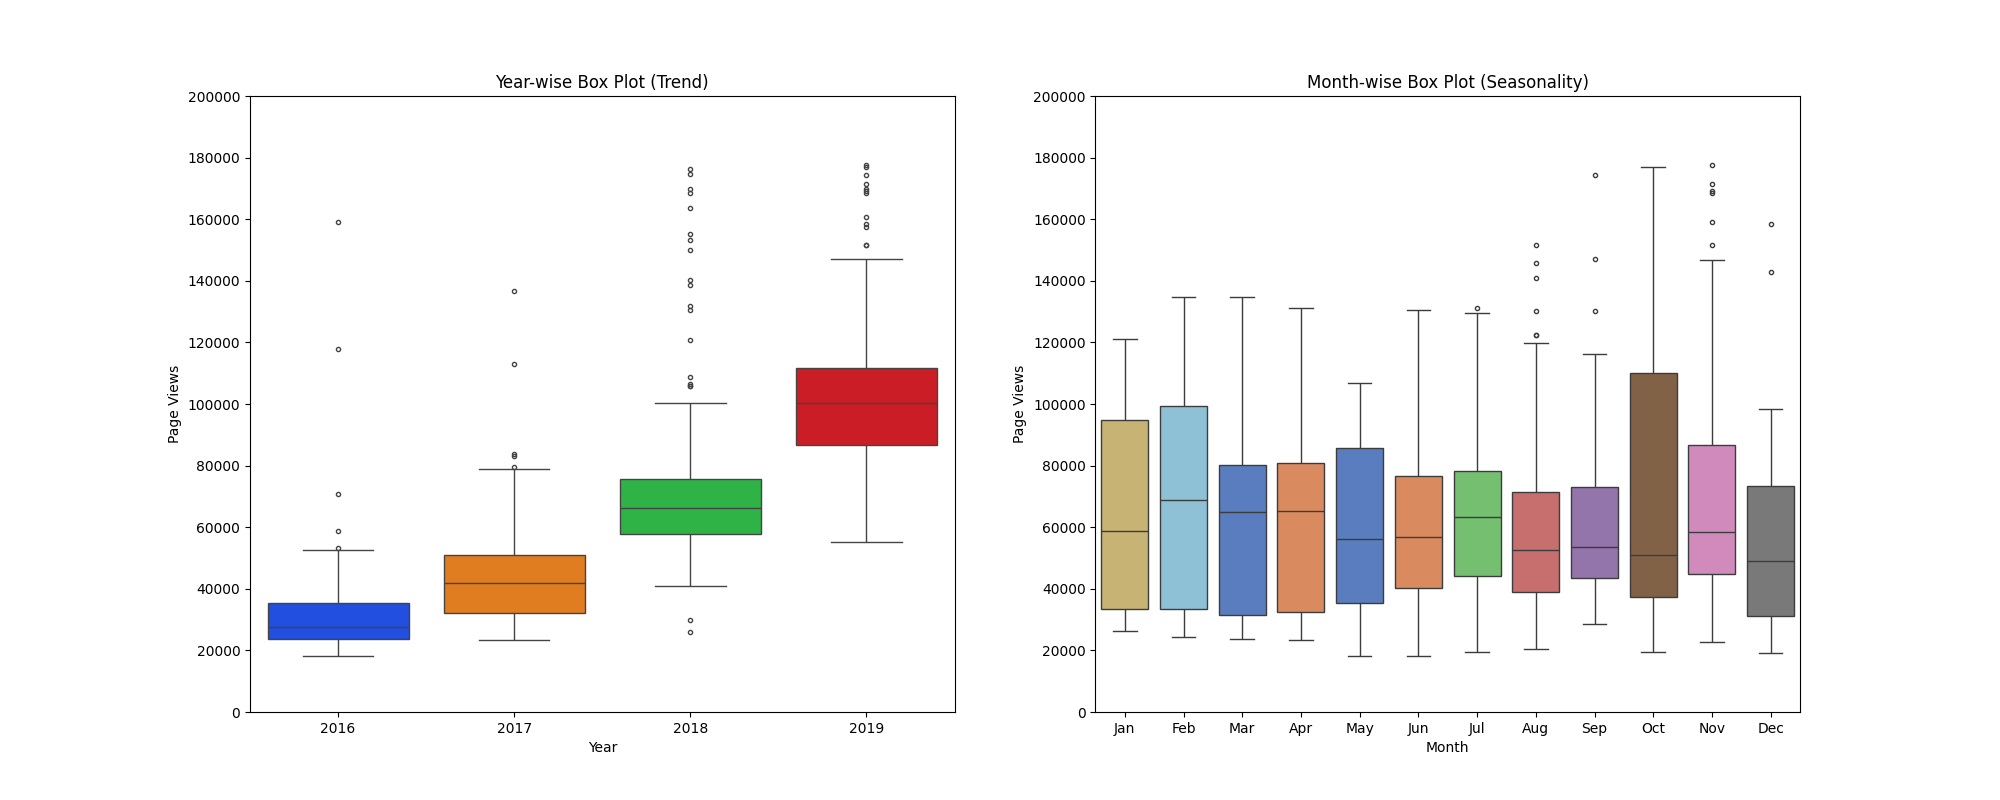 Year-wise Box Plot (Trend)
200000
180000
160000
140000
120000
100000
80000
60000
40000
20000
0
Page Views
2016 2017 2018 2019
Year
Month-wise Box Plot (Seasonality)
200000
180000
160000
140000
120000
100000
80000
60000
40000
20000
0
Page Views
Jan Feb Mar Apr May Jun Jul Aug Sep Oct Nov Dec
Month